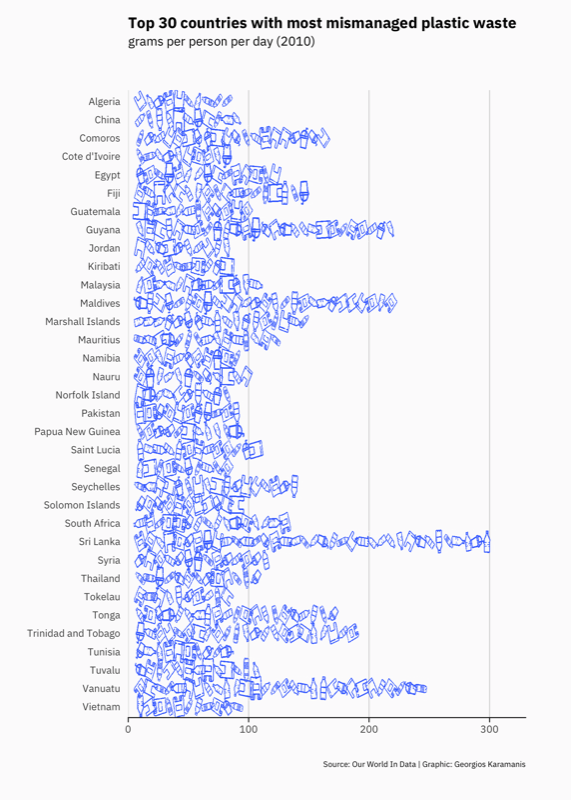 Top 30 countries with most mismanaged plastic waste
grams per person per day (2010)
Algeria
China
Comoros
Cote d'Ivoire
Egypt
Fiji
Guatemala
Guyana
Jordan
Kiribati
Malaysia
Maldives
Marshall Islands
Mauritius
Namibia
Nauru
Norfolk Island
Pakistan
Papua New Guinea
Saint Lucia
Senegal
Seychelles
Solomon Islands
South Africa
Sri Lanka
Syria
Thailand
Tokelau
Tonga
Trinidad and Tobago
Tunisia
Tuvalu
Vanuatu
Vietnam
0 100 200 300
Source: Our World In Data | Graphic: Georgios Karamanis